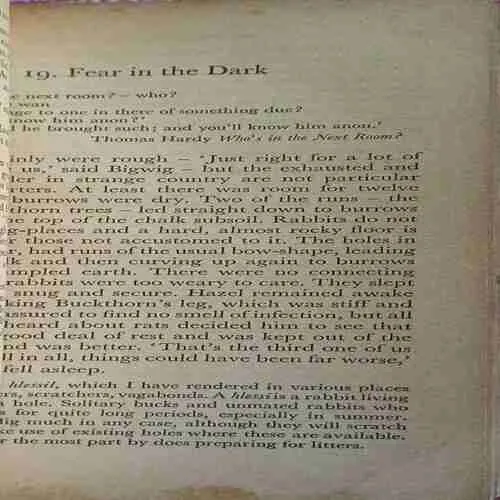 19. Fear in the Dark
next room? – who?
wan
to one in there of something due?
know him anon?'
he brought such; and you'll know him anon.'
Thomas Hardy Who's in the Next Room?
inly were rough – 'Just right for a lot of
us,' said Bigwig – but the exhausted and
in strange country are not particular
rters. At least there was room for twelve
burrows were dry. Two of the runs – the
thorn trees – led straight down to burrows
e top of the chalk subsoil. Rabbits do not
g-places and a hard, almost rocky floor is
r those not accustomed to it. The holes in
r, had runs of the usual bow-shape, leading
lk and then curving up again to burrows
mpled earth. There were no connecting
rabbits were too weary to care. They slept
snug and secure. Hazel remained awake
king Buckthorn's leg, which was stiff and
assured to find no smell of infection, but all
heard about rats decided him to see that
good deal of rest and was kept out of the
nd was better. 'That's the third one of us
ll in all, things could have been far worse,'
fell asleep.
hlessil, which I have rendered in various places
ers, scratchers, vagabonds. A hlessi is a rabbit living
a hole. Solitary bucks and unmated rabbits who
s for quite long periods, especially in summer.
dig much in any case, although they will scratch
ke use of existing holes where these are available.
r the most part by does preparing for litters.